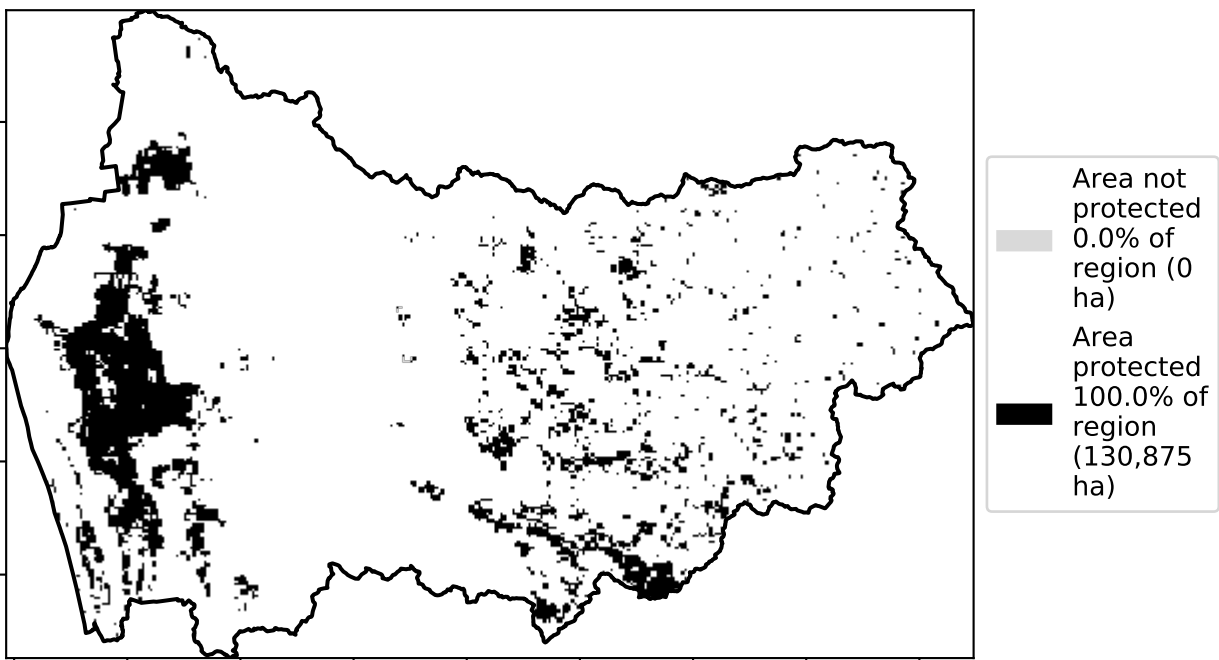 Area not
protected
0.0% of
region (0
ha)
Area
protected
100.0% of
region
(130,875
ha)